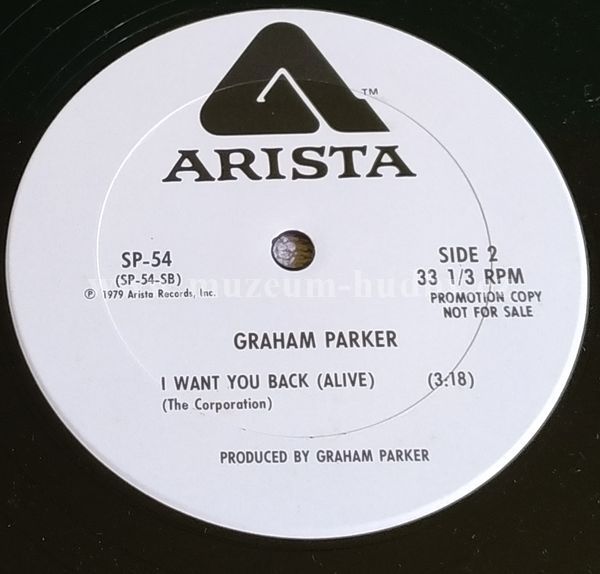 TM
ARISTA
SP-54
(SP-54-SB)
℗ 1979 Arista Records, Inc.
SIDE 2
33 1/3 RPM
PROMOTION COPY
NOT FOR SALE
GRAHAM PARKER
I WANT YOU BACK (ALIVE) (3:18)
(The Corporation)
PRODUCED BY GRAHAM PARKER